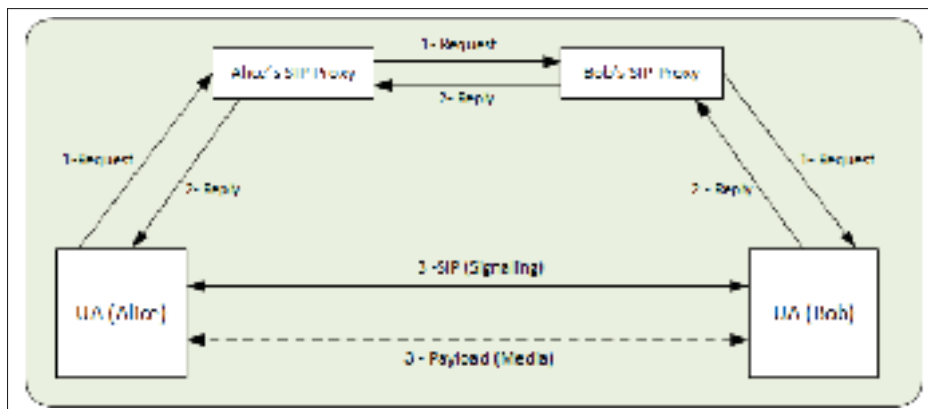 1- Request
Alice's SIP Proxy
Bob's SIP Proxy
2- Reply
1-Request
1- Request
2- Reply
2 - Reply
3 -SIP (Signaling)
UA (Alice)
UA (Bob)
3 - Payload (Media)